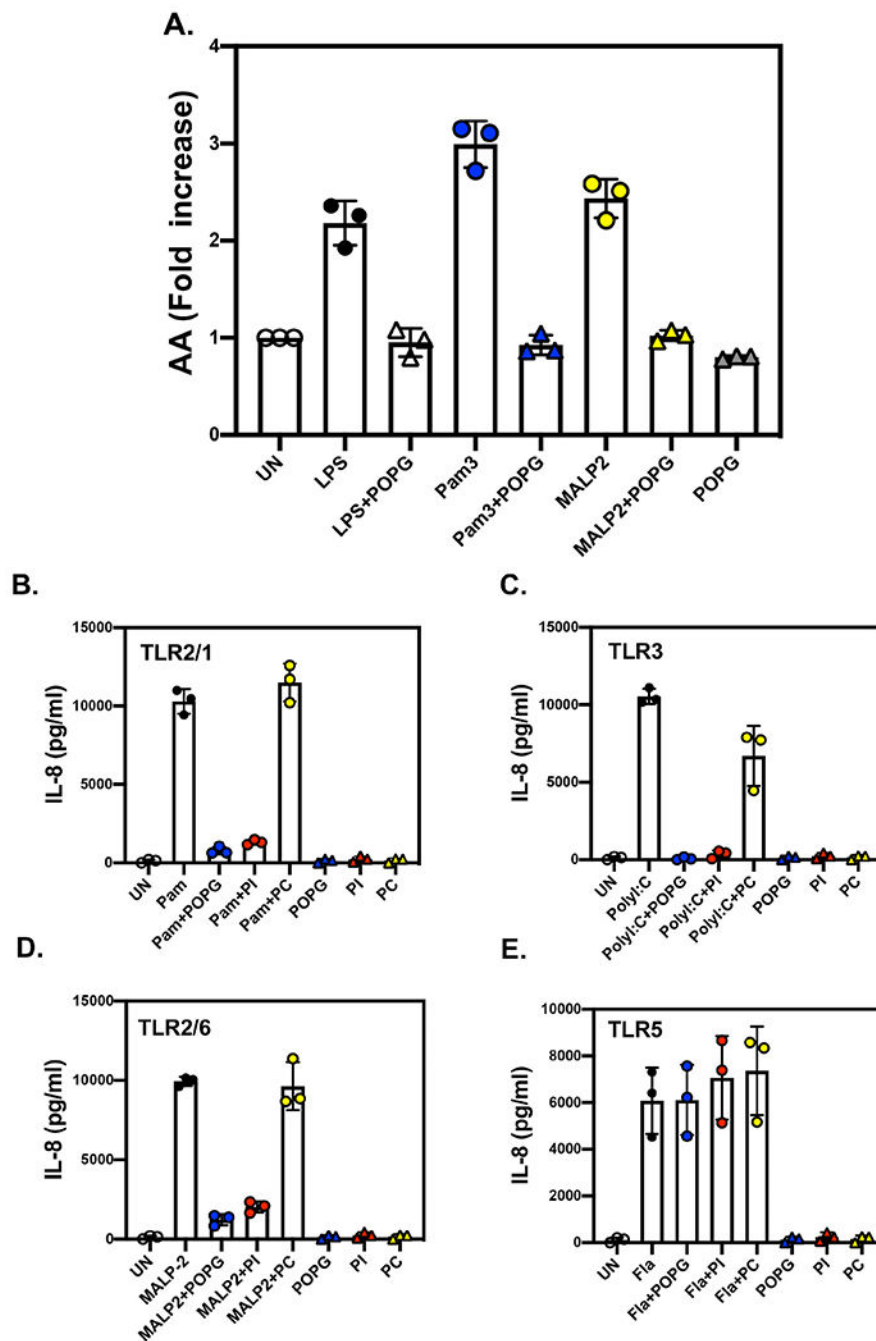 A.
AA (Fold increase)
4
3
2
1
0
UN
LPS
LPS+POPG
Pam3
Pam3+POPG
MALP2
MALP2+POPG
POPG
B.
TLR2/1
IL-8 (pg/ml)
15000
10000
5000
0
UN
Pam
Pam+POPG
Pam+PI
Pam+PC
POPG
PI
PC
C.
TLR3
IL-8 (pg/ml)
15000
10000
5000
0
UN
PolyI:C
PolyI:C+POPG
PolyI:C+PI
PolyI:C+PC
POPG
PI
PC
D.
TLR2/6
IL-8 (pg/ml)
15000
10000
5000
0
UN
MALP-2
MALP2+POPG
MALP2+PI
MALP2+PC
POPG
PI
PC
E.
TLR5
IL-8 (pg/ml)
10000
8000
6000
4000
2000
0
UN
Fla
Fla+POPG
Fla+PI
Fla+PC
POPG
PI
PC